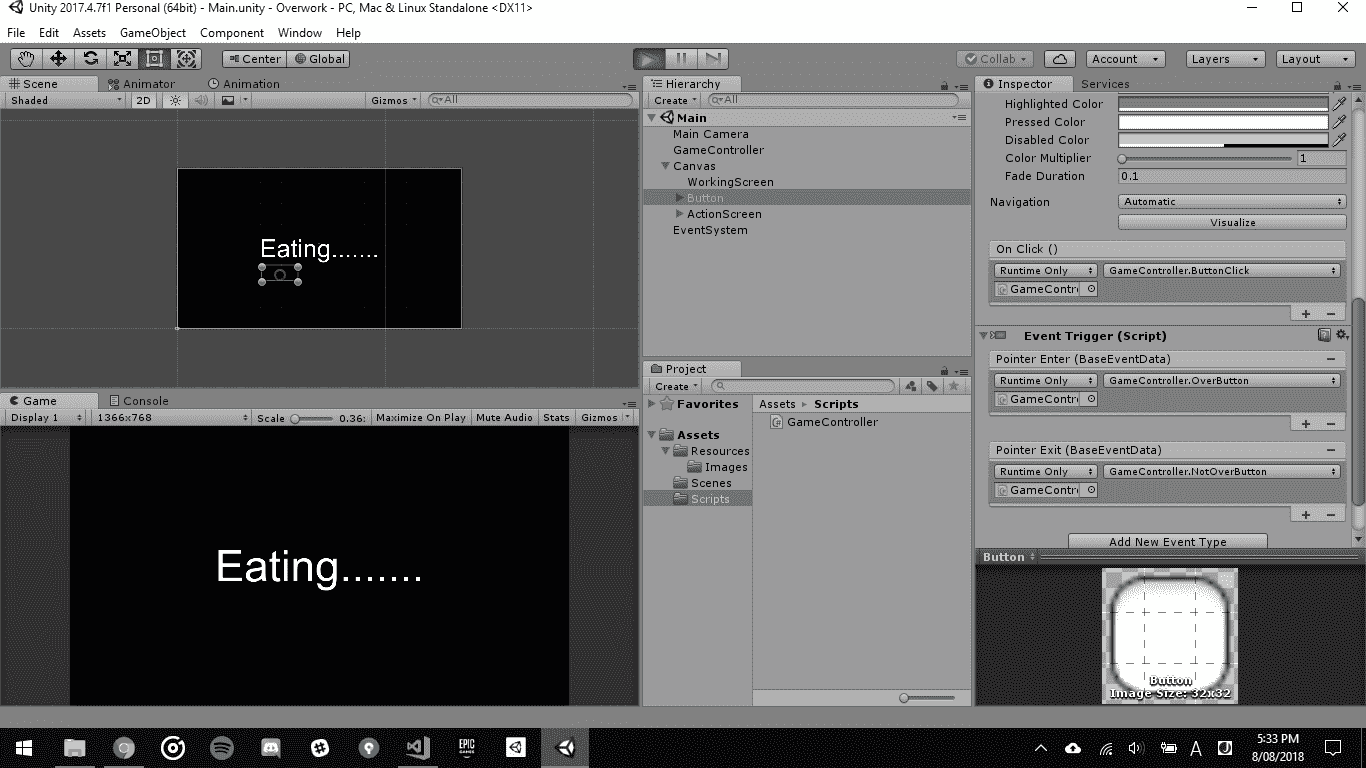 Unity 2017.4.7f1 Personal (64bit) - Main.unity - Overwork - PC, Mac & Linux Standalone <DX11>
File Edit Assets GameObject Component Window Help
Center Global Collab Account Layers Layout
Scene Animator Animation
Shaded 2D Gizmos All
Eating.......
Game Console
Display 1 1366x768 Scale 0.36: Maximize On Play Mute Audio Stats Gizmos
Eating.......
Hierarchy
Create All
Main
Main Camera
GameController
Canvas
WorkingScreen
Button
ActionScreen
EventSystem
Project
Create
Favorites
Assets
Resources
Images
Scenes
Scripts
Assets Scripts
GameController
Inspector Services
Highlighted Color
Pressed Color
Disabled Color
Color Multiplier 1
Fade Duration 0.1
Navigation Automatic
Visualize
On Click ()
Runtime Only GameController.ButtonClick
GameContr
Event Trigger (Script)
Pointer Enter (BaseEventData)
Runtime Only GameController.OverButton
GameContr
Pointer Exit (BaseEventData)
Runtime Only GameController.NotOverButton
GameContr
Add New Event Type
Button
Button
Image Size: 32x32
EPIC
GAMES
A
5:33 PM
8/08/2018